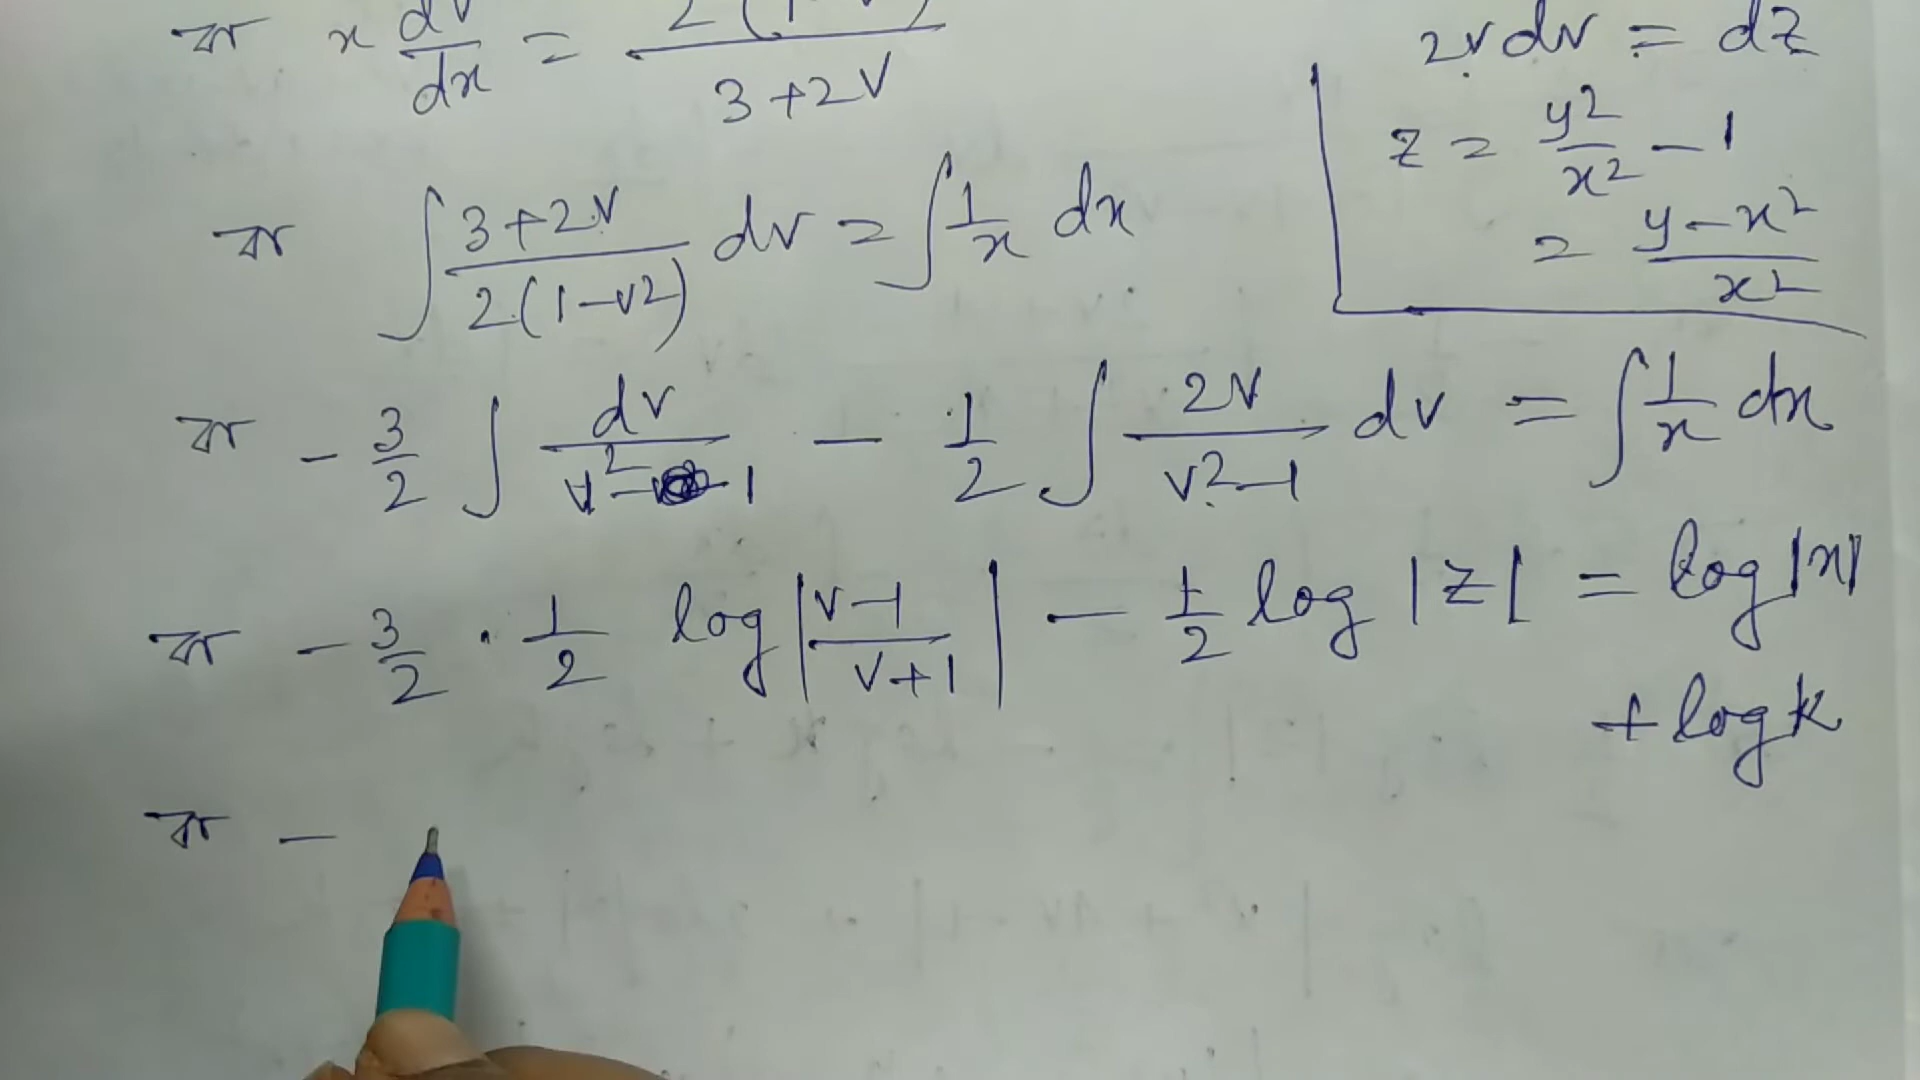 বা x dv/dx = 2(1-v²)/3+2v
2v dv = dz
z = y²/x² - 1
= y-x²/x²
বা ∫ 3+2v/2(1-v²) dv = ∫ 1/x dx
বা - 3/2 ∫ dv/v²-1 - 1/2 ∫ 2v/v²-1 dv = ∫ 1/x dx
বা - 3/2 · 1/2 log |v-1/v+1| - 1/2 log |z| = log |x|
+ log k
বা -